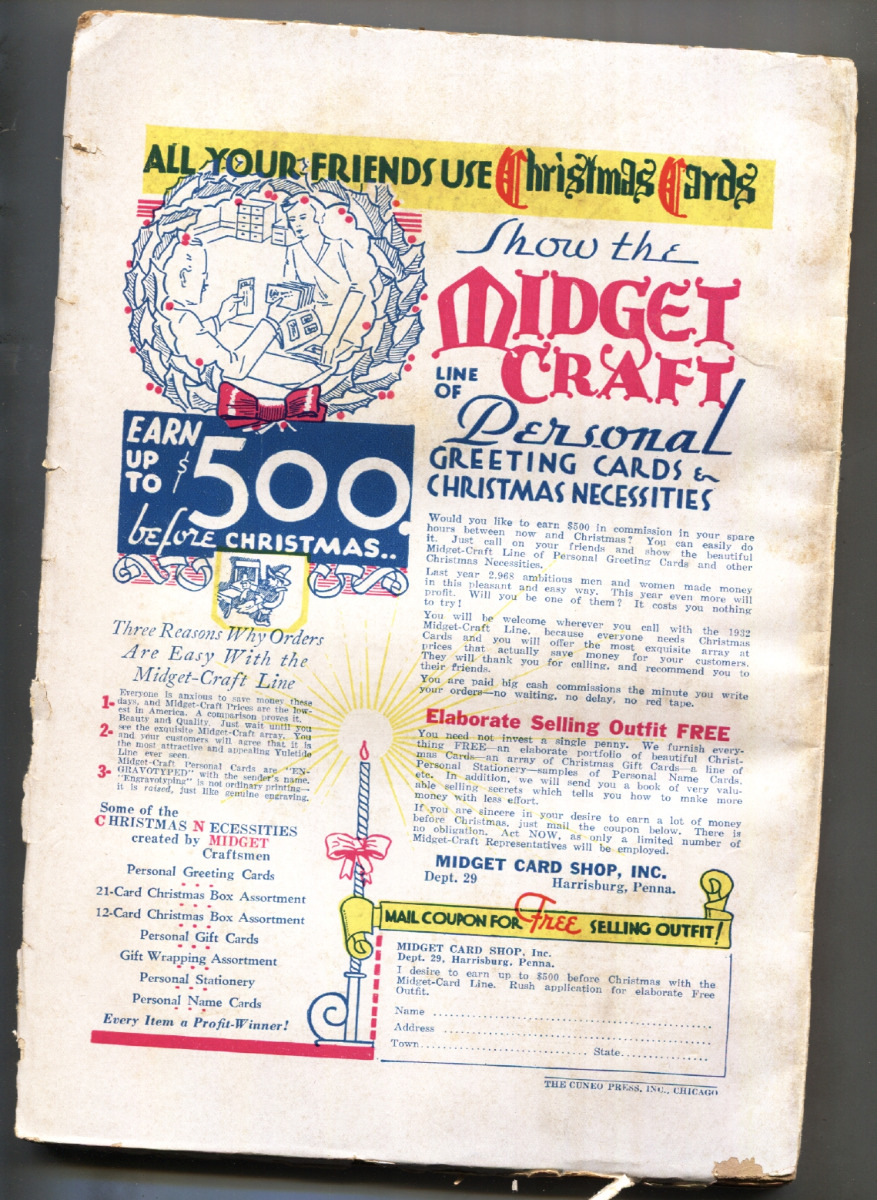 ALL YOUR FRIENDS USE Christmas Cards
Show the
MIDGET
CRAFT
LINE
OF
Personal
GREETING CARDS &
CHRISTMAS NECESSITIES
EARN
UP
TO
$500.
before CHRISTMAS..
Would you like to earn $500 in commission in your spare
hours between now and Christmas? You can easily do
it. Just call on your friends and show the beautiful
Midget-Craft Line of Personal Greeting Cards and other
Christmas Necessities.
Last year 2,968 ambitious men and women made money
in this pleasant and easy way. This year even more will
profit. Will you be one of them? It costs you nothing
to try!
You will be welcome wherever you call with the 1932
Midget-Craft Line, because everyone needs Christmas
Cards and you will offer the most exquisite array at
prices that actually save money for your customers.
They will thank you for calling, and recommend you to
their friends.
You are paid big cash commissions the minute you write
your orders—no waiting, no delay, no red tape.
Elaborate Selling Outfit FREE
You need not invest a single penny. We furnish every-
thing FREE—an elaborate portfolio of beautiful Christ-
mas Cards—an array of Christmas Gift Cards—a line of
Personal Stationery—samples of Personal Name Cards,
etc. In addition, we will send you a book of very valu-
able selling secrets which tells you how to make more
money with less effort.
If you are sincere in your desire to earn a lot of money
before Christmas, just mail the coupon below. There is
no obligation. Act NOW, as only a limited number of
Midget-Craft Representatives will be employed.
MIDGET CARD SHOP, INC.
Dept. 29 Harrisburg, Penna.
Three Reasons Why Orders
Are Easy With the
Midget-Craft Line
1- Everyone is anxious to save money these
days, and Midget-Craft Prices are the low-
est in America. A comparison proves it.
2- Beauty and Quality. Just wait until you
see the exquisite Midget-Craft array. You
and your customers will agree that it is
the most attractive and appealing Yuletide
Line ever seen.
3- Midget-Craft Personal Cards are "EN-
GRAVOTYPED" with the sender's name.
"Engravotyping" is not ordinary printing—
it is raised, just like genuine engraving.
Some of the
CHRISTMAS NECESSITIES
created by MIDGET
Craftsmen
Personal Greeting Cards
21-Card Christmas Box Assortment
12-Card Christmas Box Assortment
Personal Gift Cards
Gift Wrapping Assortment
Personal Stationery
Personal Name Cards
Every Item a Profit-Winner!
MAIL COUPON FOR Free SELLING OUTFIT!
MIDGET CARD SHOP, Inc.
Dept. 29, Harrisburg, Penna.
I desire to earn up to $500 before Christmas with the
Midget-Card Line. Rush application for elaborate Free
Outfit.
Name
Address
Town State
THE CUNEO PRESS, INC., CHICAGO